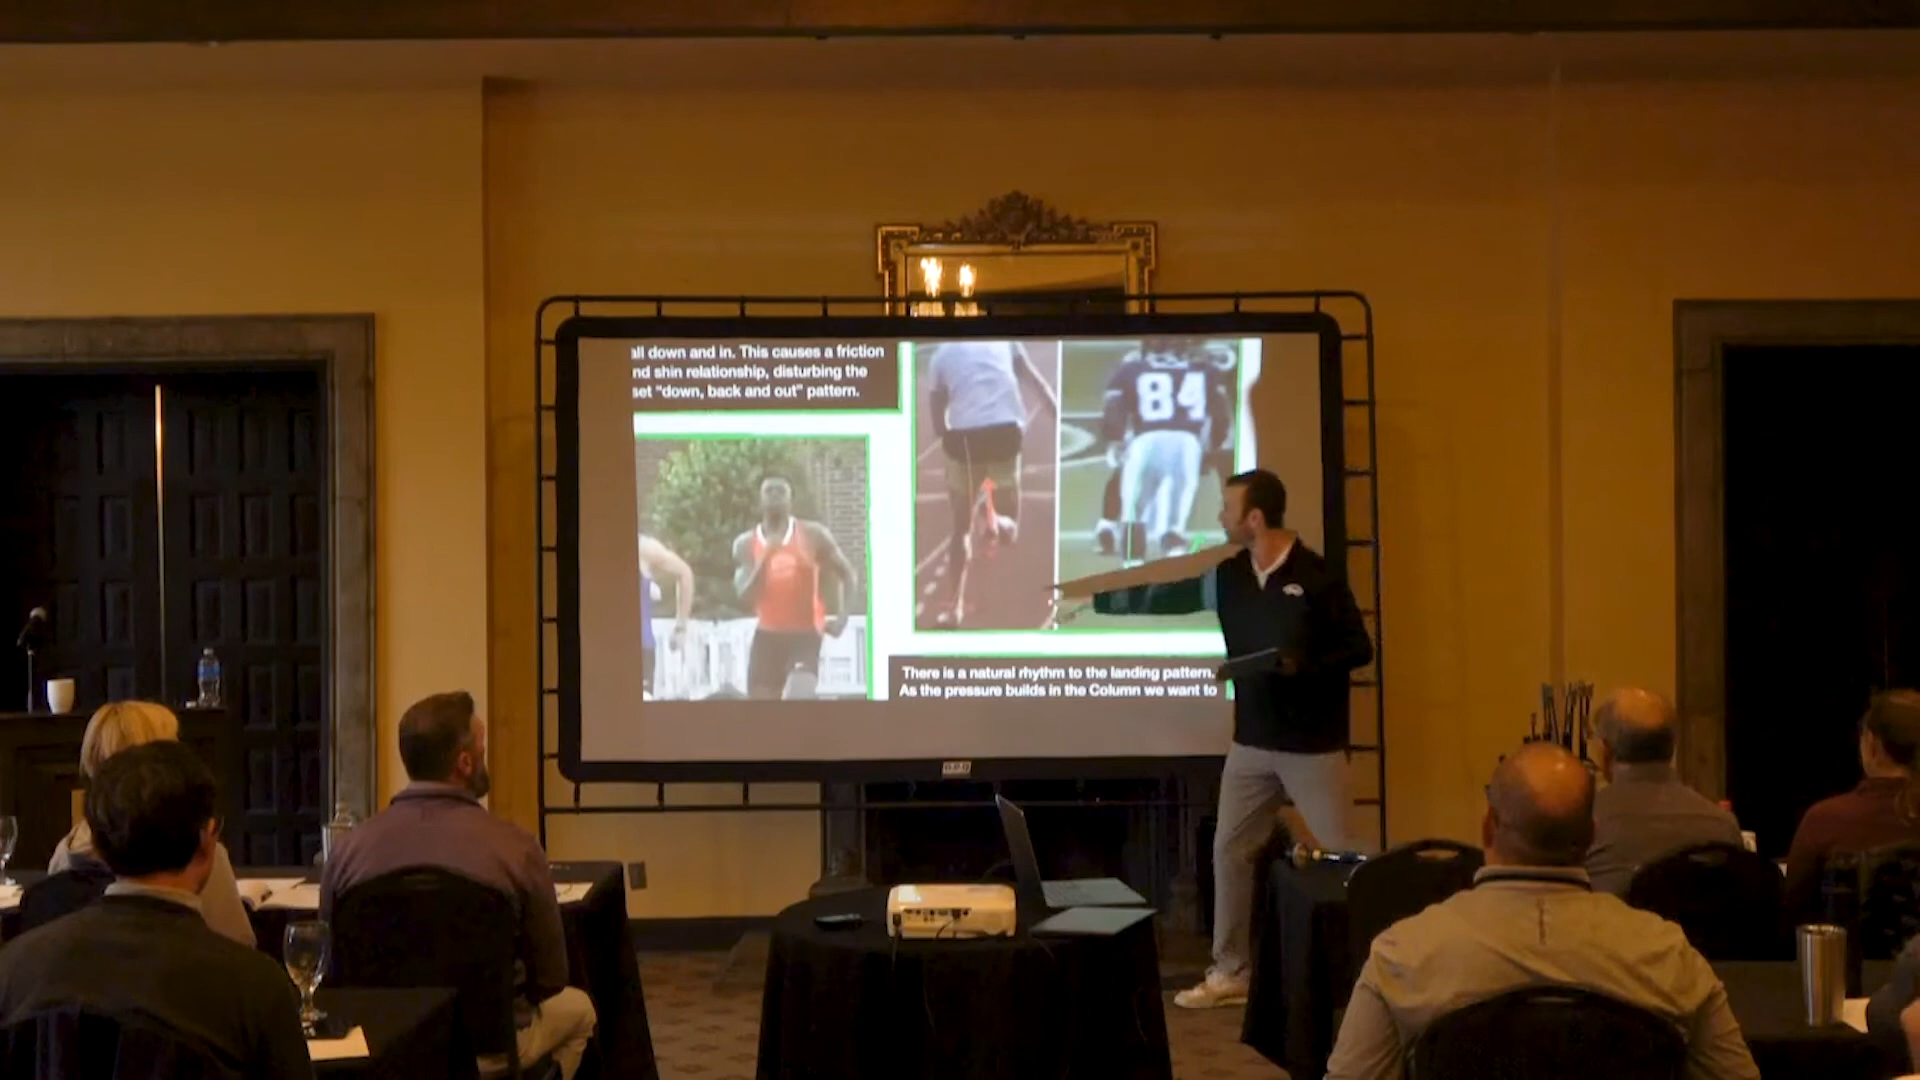 all down and in. This causes a friction
nd shin relationship, disturbing the
set "down, back and out" pattern.
84
There is a natural rhythm to the landing pattern.
As the pressure builds in the Column we want to